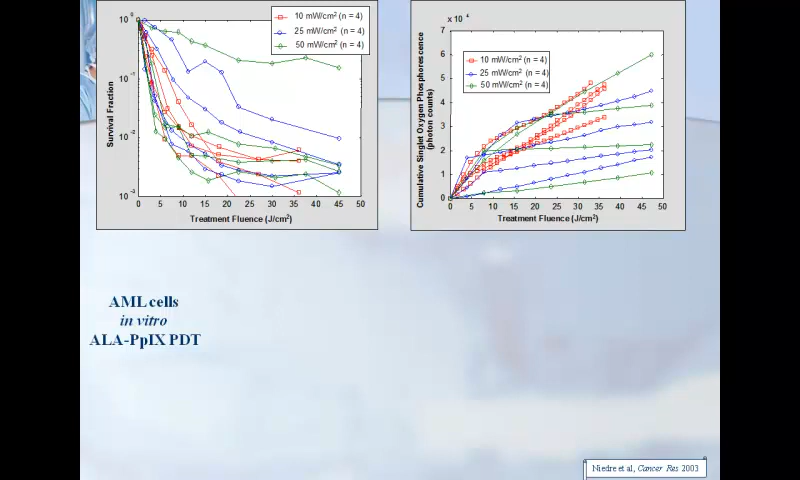 10 mW/cm² (n = 4)
25 mW/cm² (n = 4)
50 mW/cm² (n = 4)
Survival Fraction
10⁰
10⁻¹
10⁻²
10⁻³
0 5 10 15 20 25 30 35 40 45 50
Treatment Fluence (J/cm²)
x 10⁴
10 mW/cm² (n = 4)
25 mW/cm² (n = 4)
50 mW/cm² (n = 4)
Cumulative Singlet Oxygen Phosphorescence
(photon counts)
7
6
5
4
3
2
1
0
0 5 10 15 20 25 30 35 40 45 50
Treatment Fluence (J/cm²)
AML cells
in vitro
ALA-PpIX PDT
Niedre et al, Cancer Res 2003